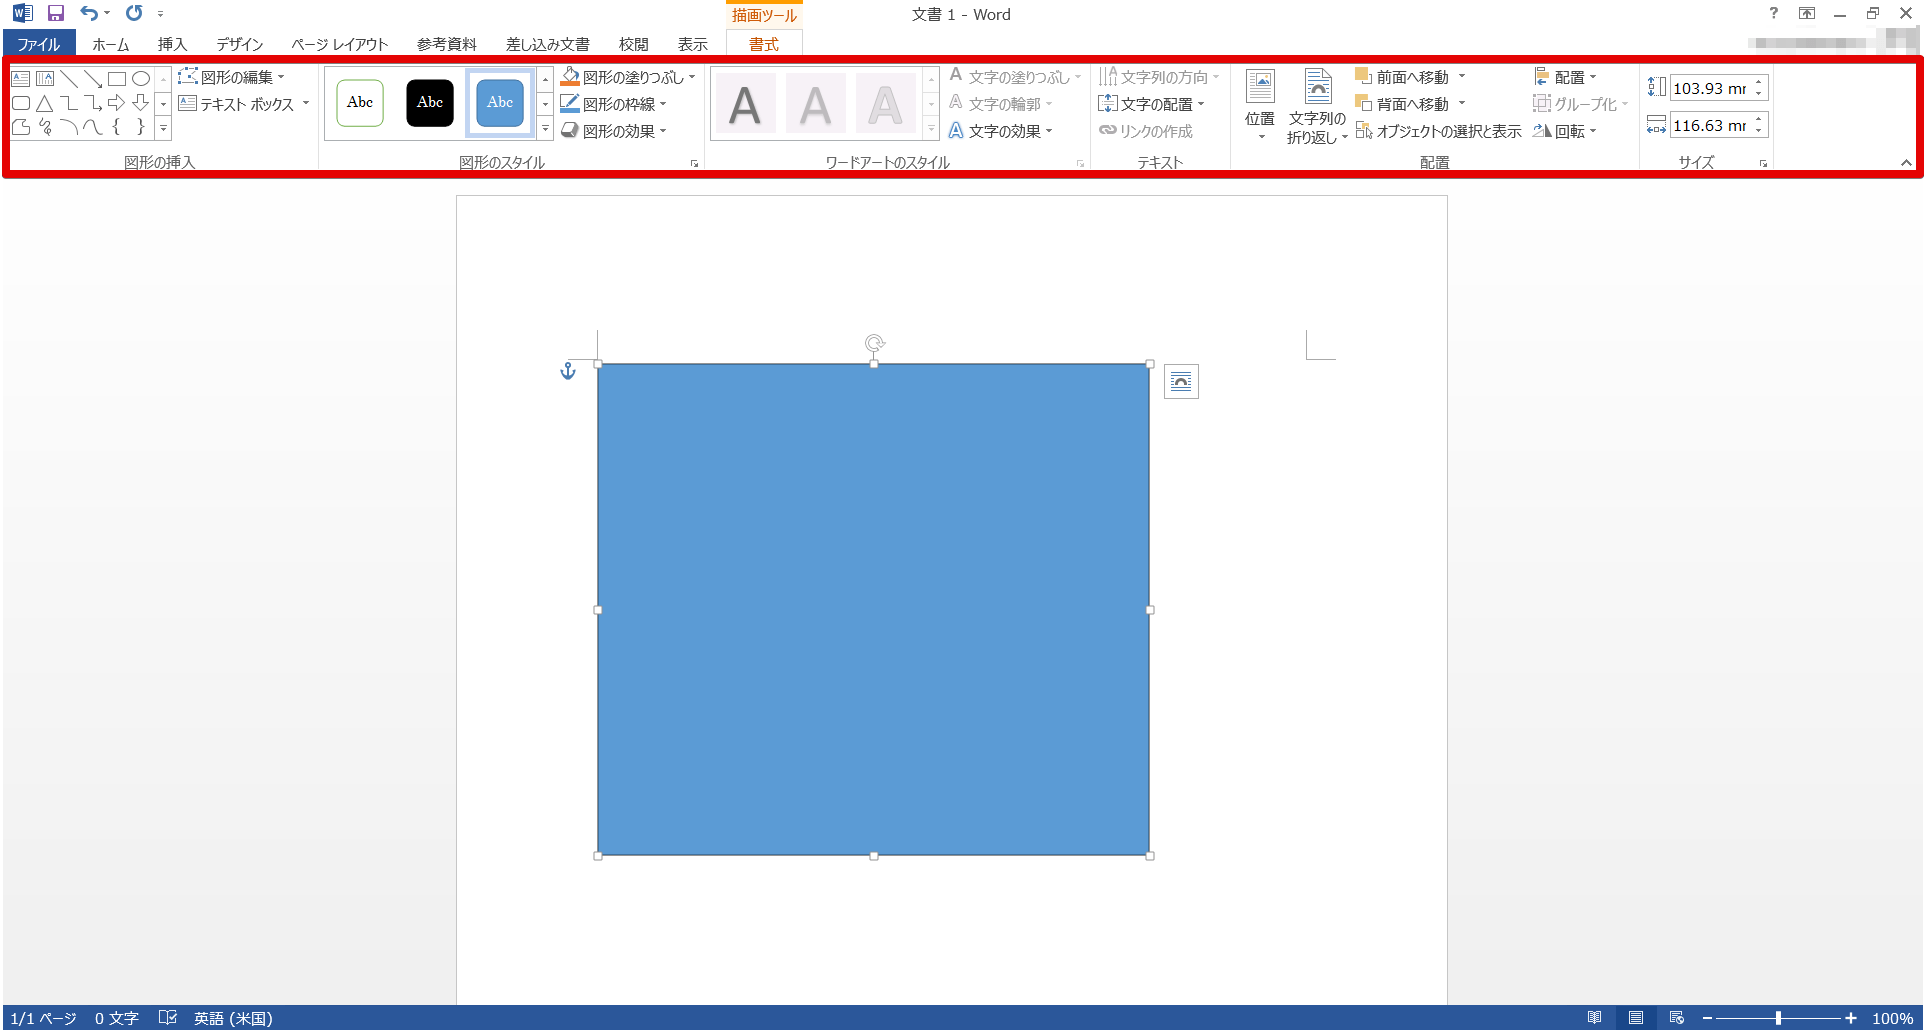 描画ツール
文書 1 - Word
?
ファイル ホーム 挿入 デザイン ページ レイアウト 参考資料 差し込み文書 校閲 表示 書式
図形の編集
テキスト ボックス
図形の挿入
Abc Abc Abc
図形の塗りつぶし
図形の枠線
図形の効果
図形のスタイル
A A A
A 文字の塗りつぶし
A 文字の輪郭
A 文字の効果
ワードアートのスタイル
文字列の方向
文字の配置
リンクの作成
テキスト
位置
文字列の
折り返し
前面へ移動
背面へ移動
オブジェクトの選択と表示
配置
グループ化
回転
配置
103.93 mr
116.63 mr
サイズ
1/1 ページ 0 文字 英語 (米国) 100%